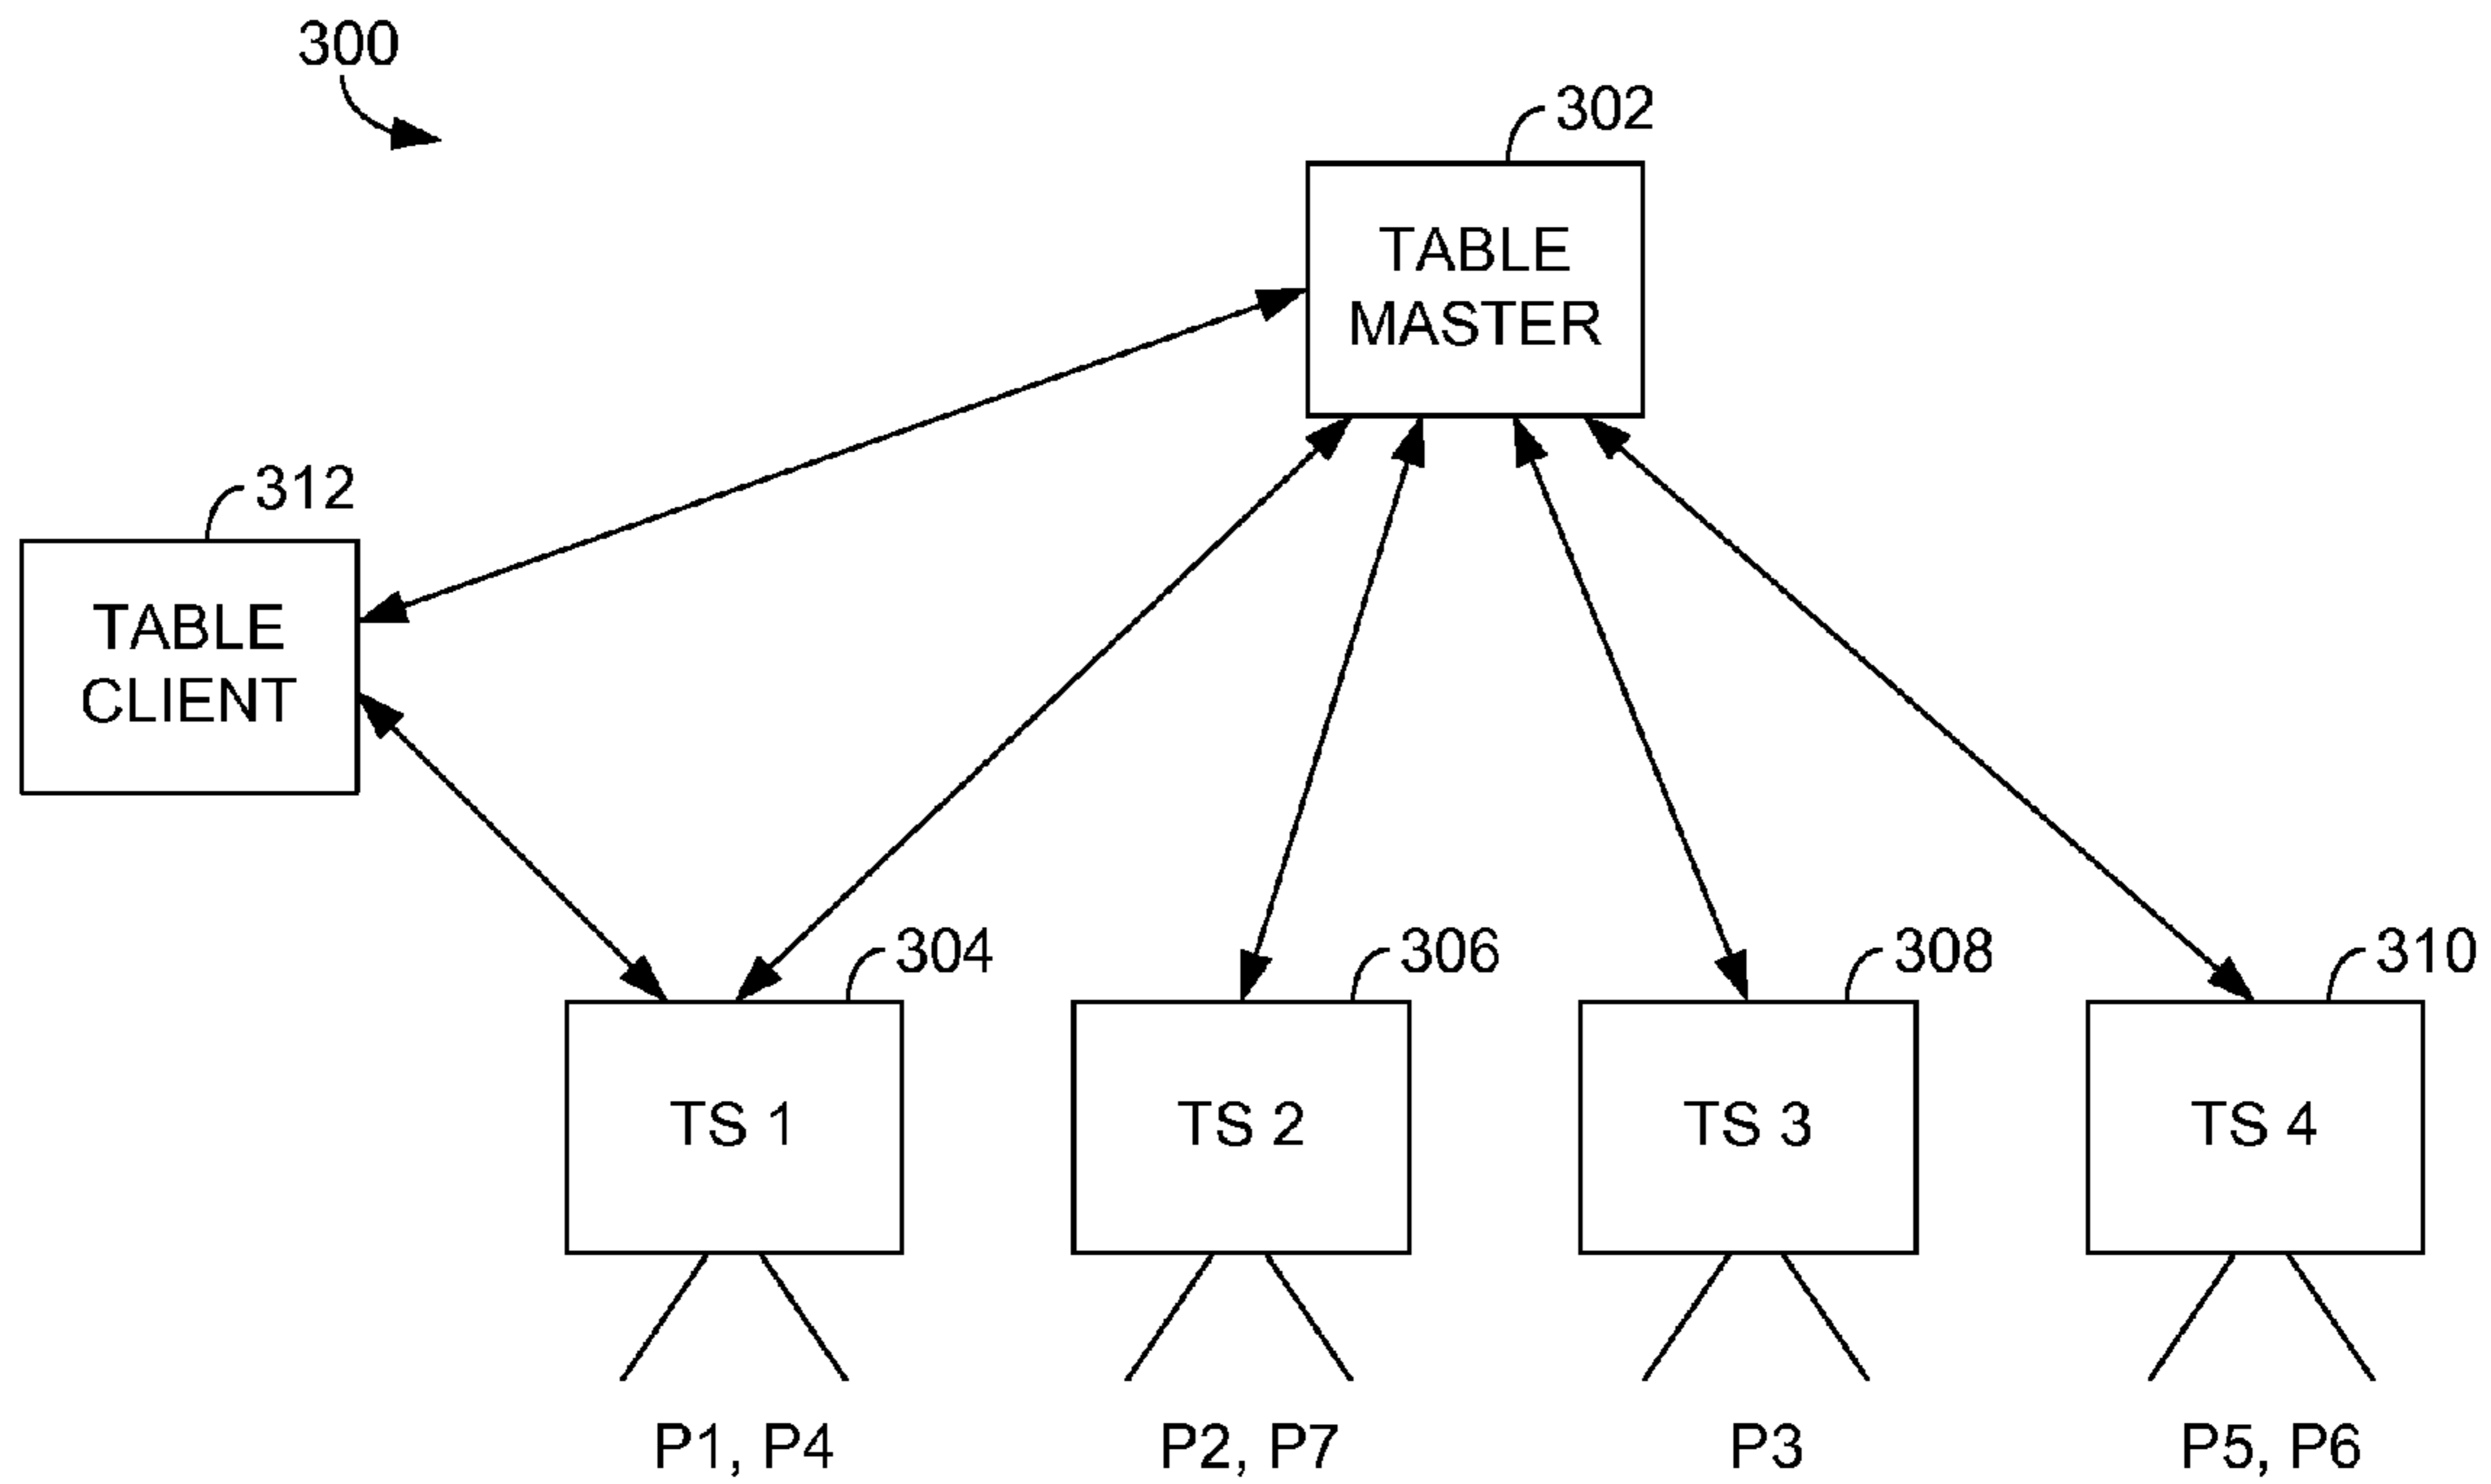 300
302
TABLE
MASTER
312
TABLE
CLIENT
304
306
308
310
TS 1
TS 2
TS 3
TS 4
P1, P4
P2, P7
P3
P5, P6